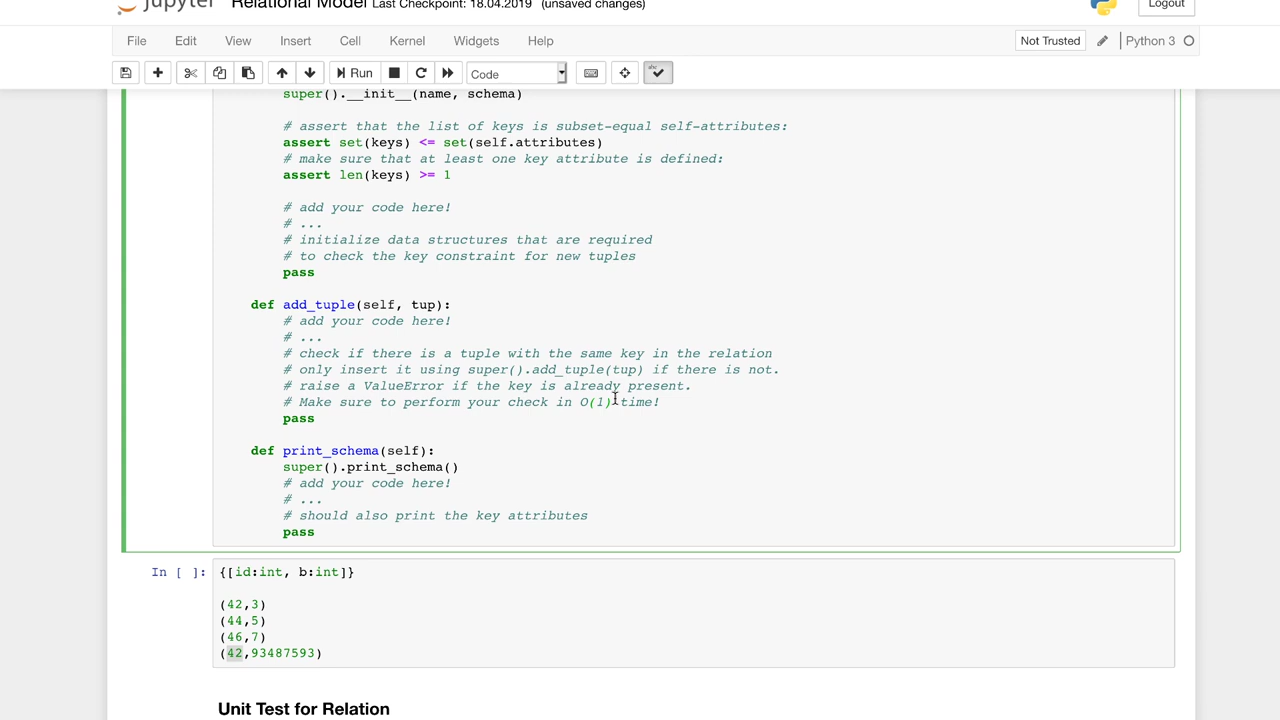 jupyter Relational Model Last Checkpoint: 18.04.2019 (unsaved changes) Logout
File Edit View Insert Cell Kernel Widgets Help Not Trusted Python 3
Run Code
super().__init__(name, schema)
# assert that the list of keys is subset-equal self-attributes:
assert set(keys) <= set(self.attributes)
# make sure that at least one key attribute is defined:
assert len(keys) >= 1
# add your code here!
# ...
# initialize data structures that are required
# to check the key constraint for new tuples
pass
def add_tuple(self, tup):
# add your code here!
# ...
# check if there is a tuple with the same key in the relation
# only insert it using super().add_tuple(tup) if there is not.
# raise a ValueError if the key is already present.
# Make sure to perform your check in O(1) time!
pass
def print_schema(self):
super().print_schema()
# add your code here!
# ...
# should also print the key attributes
pass
In [ ]: {[id:int, b:int]}
(42,3)
(44,5)
(46,7)
(42,93487593)
Unit Test for Relation